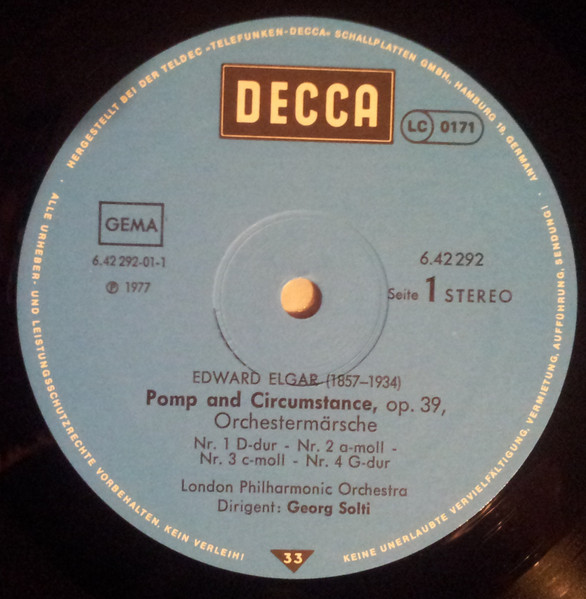 HERGESTELLT BEI DER TELDEC »TELEFUNKEN-DECCA« SCHALLPLATTEN GMBH., HAMBURG 19, GERMANY ·
DECCA
LC 0171
GEMA
6.42 292-01-1
Ⓟ 1977
6.42292
Seite 1 STEREO
EDWARD ELGAR (1857–1934)
Pomp and Circumstance, op. 39,
Orchestermärsche
Nr. 1 D-dur - Nr. 2 a-moll -
Nr. 3 c-moll - Nr. 4 G-dur
London Philharmonic Orchestra
Dirigent: Georg Solti
33
· ALLE URHEBER- UND LEISTUNGSSCHUTZRECHTE VORBEHALTEN. KEIN VERLEIH!
KEINE UNERLAUBTE VERVIELFÄLTIGUNG, VERMIETUNG, AUFFÜHRUNG, SENDUNG!